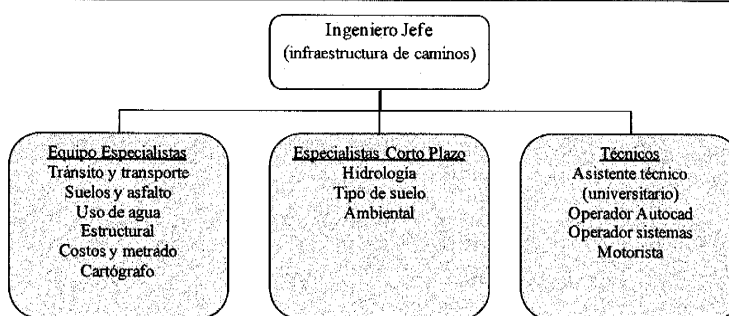 Ingeniero Jefe
(infraestructura de caminos)
Equipo Especialistas
Tránsito y transporte
Suelos y asfalto
Uso de agua
Estructural
Costos y metrado
Cartógrafo
Especialistas Corto Plazo
Hidrología
Tipo de suelo
Ambiental
Técnicos
Asistente técnico
(universitario)
Operador Autocad
Operador sistemas
Motorista